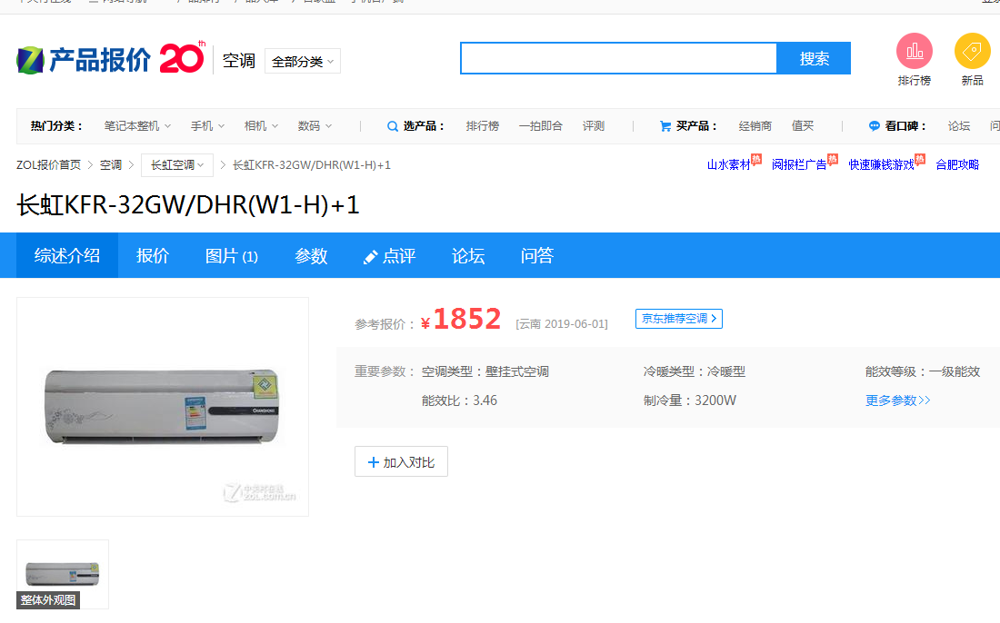 产品报价 20th 空调 全部分类 搜索
排行榜 新品
热门分类： 笔记本整机 手机 相机 数码 选产品： 排行榜 一拍即合 评测 买产品： 经销商 值买 看口碑： 论坛
ZOL报价首页 空调 长虹空调 长虹KFR-32GW/DHR(W1-H)+1 山水素材 热 阅报栏广告 热 快速赚钱游戏 热 合肥攻略
长虹KFR-32GW/DHR(W1-H)+1
综述介绍 报价 图片 (1) 参数 点评 论坛 问答
参考报价： ¥1852 [云南 2019-06-01] 京东推荐空调
重要参数： 空调类型：壁挂式空调 冷暖类型：冷暖型 能效等级：一级能效
能效比：3.46 制冷量：3200W 更多参数>>
CHANGHONG
加入对比
中关村在线
ZOL.com.cn
整体外观图